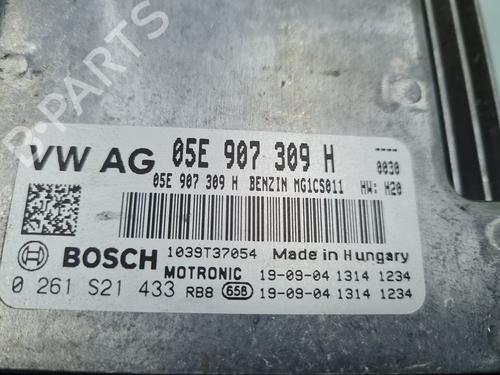 VW AG 05E 907 309 H ----
0030
05E 907 309 H BENZIN MG1CS011 HW: H20
BOSCH 1039T37054 Made in Hungary
MOTRONIC 19-09-04 1314 1234
0 261 S21 433 RB8 658 19-09-04 1314 1234
B-PARTS